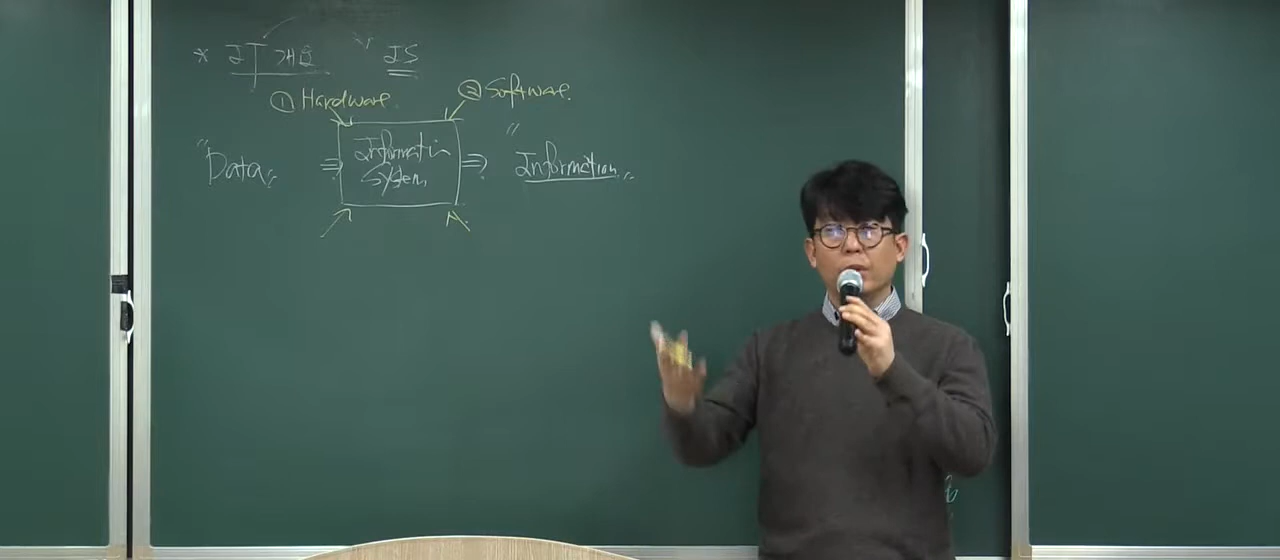 * IT 개요 IS
① Hardware ② Software
"Data" ⇒ Information System ⇒ "Information"